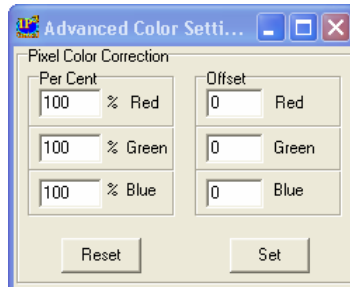 Advanced Color Setti...
Pixel Color Correction
Per Cent Offset
100 % Red 0 Red
100 % Green 0 Green
100 % Blue 0 Blue
Reset Set